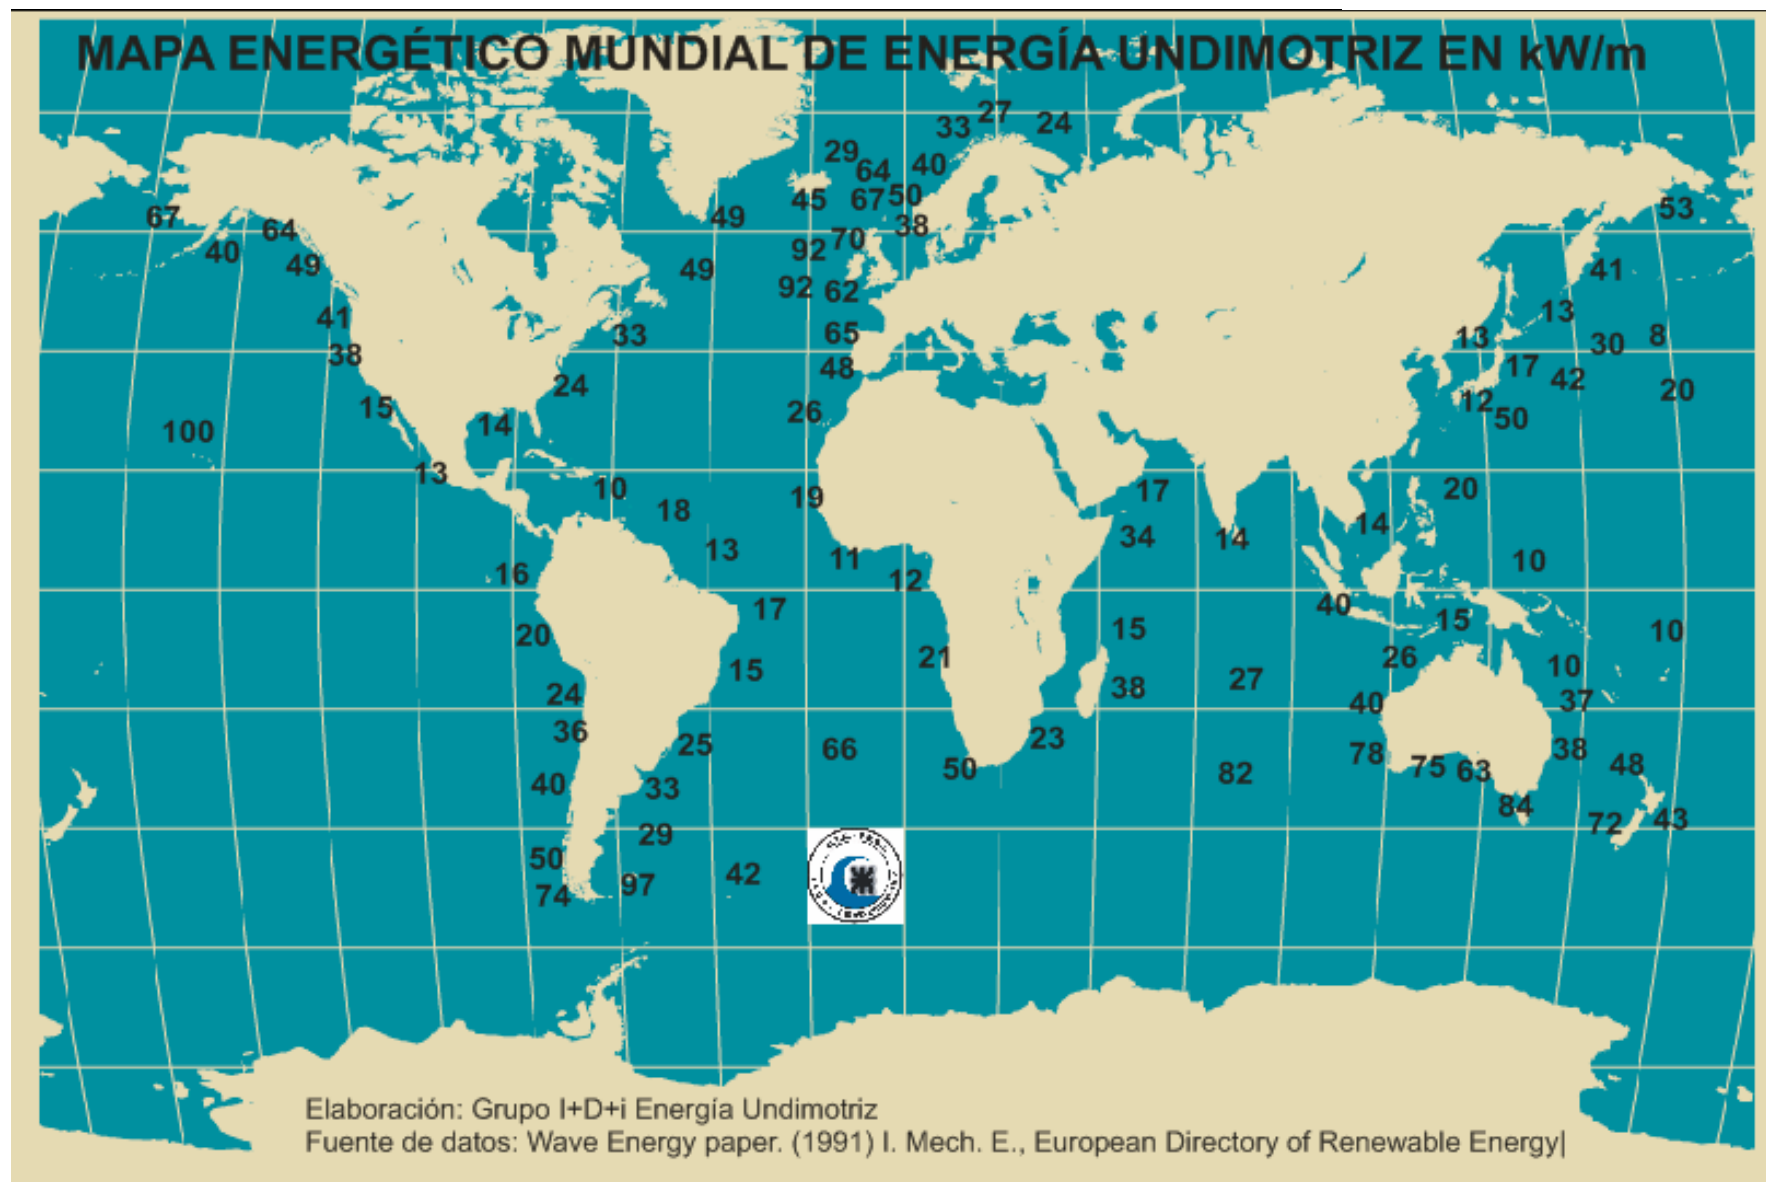 MAPA ENERGÉTICO MUNDIAL DE ENERGÍA UNDIMOTRIZ EN kW/m
27
33 24
29
64 40
45 67 50
49 38
67 64 53
40 49 49 92 70 41
92 62
41 33 65 13
38 48 13 30 8
17 42
24 12 50 20
15 14 26
100
13
10 19 17 20
18 14
13 11 34 14 10
16 12
17 40
20 15 15 10
15 21 26 10
24 38 27 40 37
36
25 66 23 78 38
50 82 75 63 48
40 33 84
29 72 43
50
74 97 42
Elaboración: Grupo I+D+i Energía Undimotriz
Fuente de datos: Wave Energy paper. (1991) I. Mech. E., European Directory of Renewable Energy|